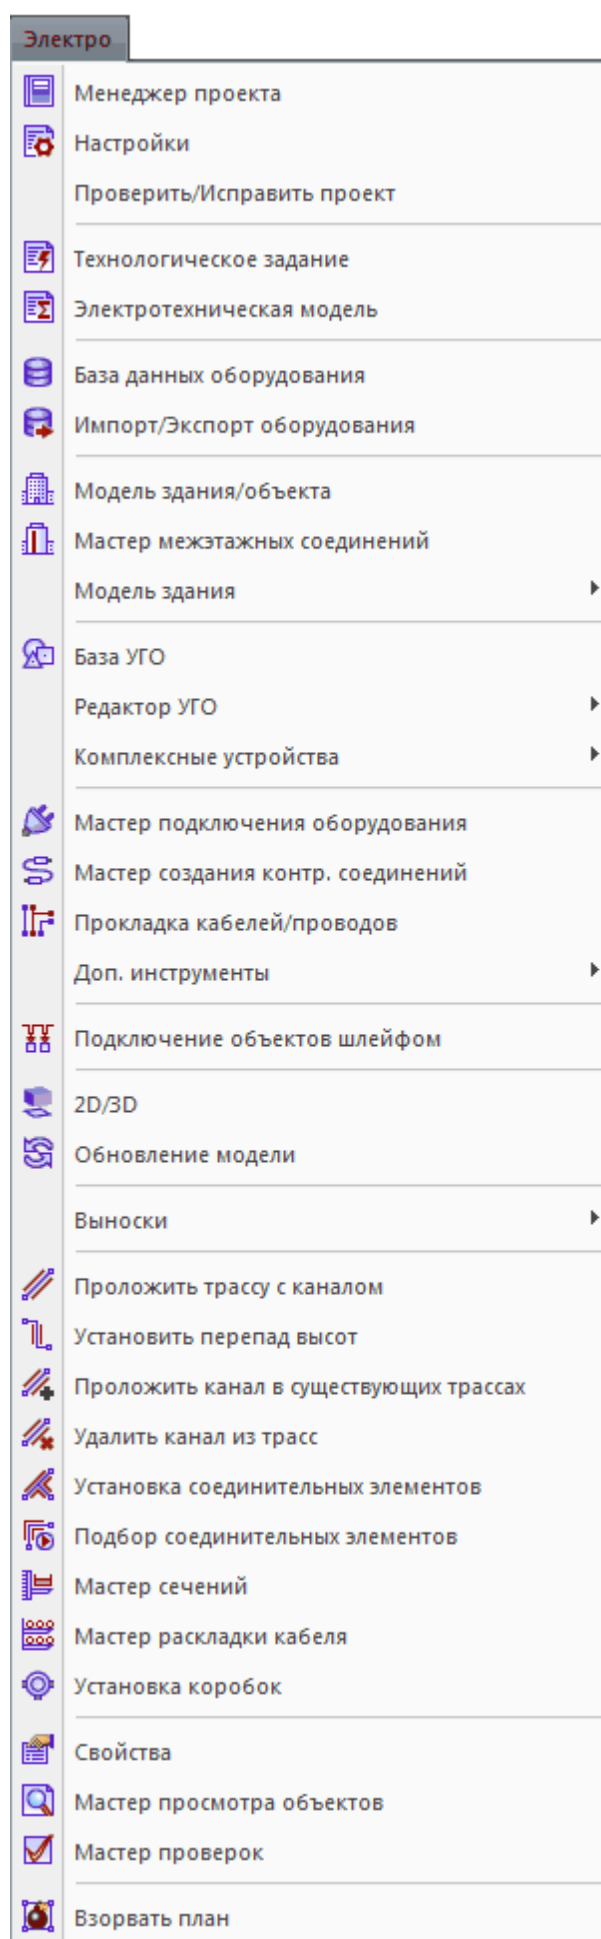 Электро
Менеджер проекта
Настройки
Проверить/Исправить проект
Технологическое задание
Электротехническая модель
База данных оборудования
Импорт/Экспорт оборудования
Модель здания/объекта
Мастер межэтажных соединений
Модель здания
База УГО
Редактор УГО
Комплексные устройства
Мастер подключения оборудования
Мастер создания контр. соединений
Прокладка кабелей/проводов
Доп. инструменты
Подключение объектов шлейфом
2D/3D
Обновление модели
Выноски
Проложить трассу с каналом
Установить перепад высот
Проложить канал в существующих трассах
Удалить канал из трасс
Установка соединительных элементов
Подбор соединительных элементов
Мастер сечений
Мастер раскладки кабеля
Установка коробок
Свойства
Мастер просмотра объектов
Мастер проверок
Взорвать план